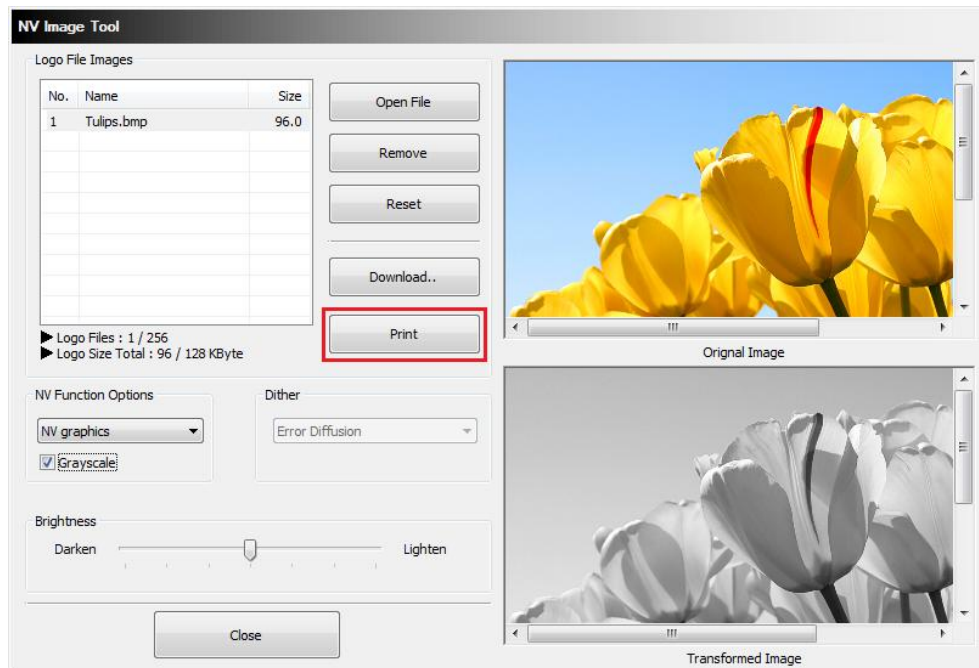 NV Image Tool
Logo File Images
No. Name Size
1 Tulips.bmp 96.0
Open File
Remove
Reset
Download..
Print
▶ Logo Files : 1 / 256
▶ Logo Size Total : 96 / 128 KByte
NV Function Options
NV graphics
Grayscale
Dither
Error Diffusion
Brightness
Darken Lighten
Close
Orignal Image
Transformed Image